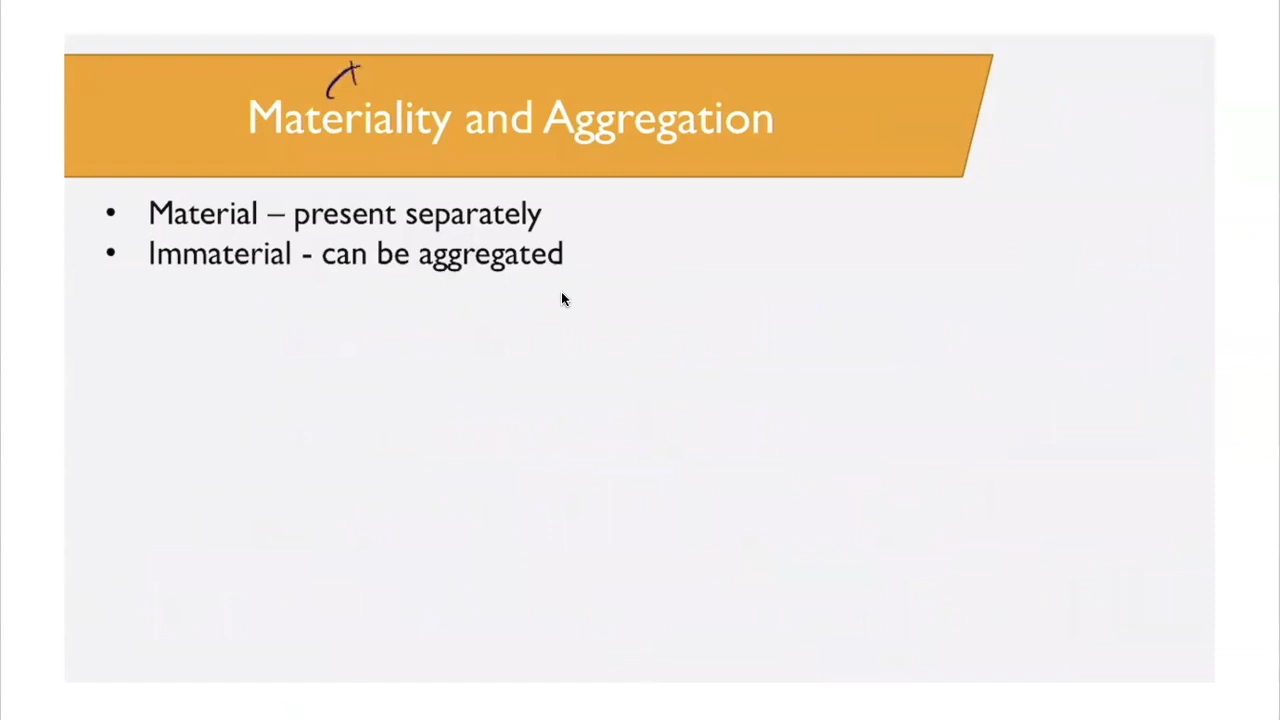 Materiality and Aggregation
• Material – present separately
• Immaterial - can be aggregated